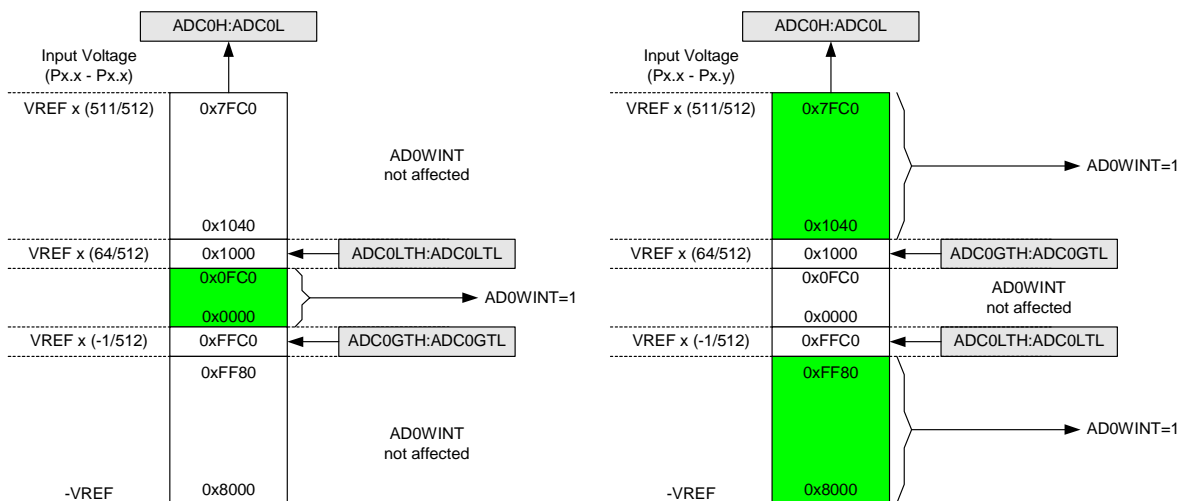 ADC0H:ADC0L
Input Voltage
(Px.x - Px.x)
VREF x (511/512)
0x7FC0
AD0WINT
not affected
0x1040
VREF x (64/512)
0x1000
ADC0LTH:ADC0LTL
0x0FC0
AD0WINT=1
0x0000
VREF x (-1/512)
0xFFC0
ADC0GTH:ADC0GTL
0xFF80
AD0WINT
not affected
-VREF
0x8000
ADC0H:ADC0L
Input Voltage
(Px.x - Px.y)
VREF x (511/512)
0x7FC0
AD0WINT=1
0x1040
VREF x (64/512)
0x1000
ADC0GTH:ADC0GTL
0x0FC0
AD0WINT
not affected
0x0000
VREF x (-1/512)
0xFFC0
ADC0LTH:ADC0LTL
0xFF80
AD0WINT=1
-VREF
0x8000